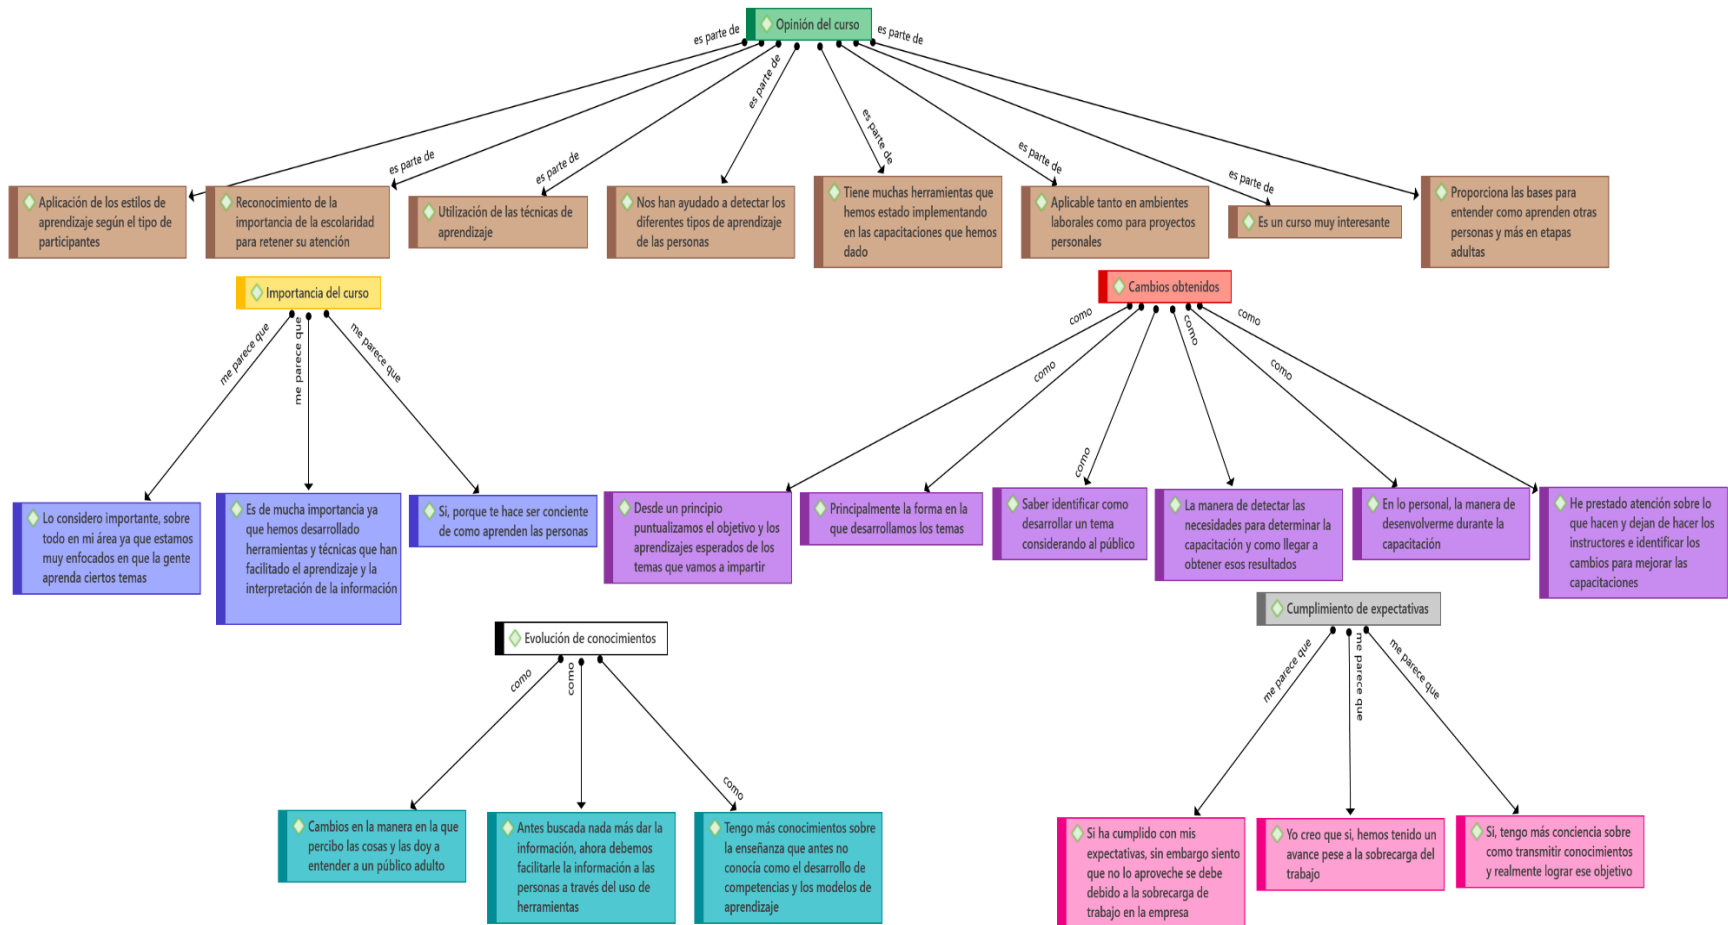 Opinión del curso
es parte de
es parte de
es parte de
es parte de
es parte de
es parte de
es parte de
es parte de
Aplicación de los estilos de
aprendizaje según el tipo de
participantes
Reconocimiento de la
importancia de la escolaridad
para retener su atención
Utilización de las técnicas de
aprendizaje
Nos han ayudado a detectar los
diferentes tipos de aprendizaje
de las personas
Tiene muchas herramientas que
hemos estado implementando
en las capacitaciones que hemos
dado
Aplicable tanto en ambientes
laborales como para proyectos
personales
Es un curso muy interesante
Proporciona las bases para
entender como aprenden otras
personas y más en etapas
adultas
Importancia del curso
me parece que
me parece que
me parece que
Lo considero importante, sobre
todo en mi área ya que estamos
muy enfocados en que la gente
aprenda ciertos temas
Es de mucha importancia ya
que hemos desarrollado
herramientas y técnicas que han
facilitado el aprendizaje y la
interpretación de la información
Si, porque te hace ser conciente
de como aprenden las personas
Cambios obtenidos
como
como
como
como
como
como
Desde un principio
puntualizamos el objetivo y los
aprendizajes esperados de los
temas que vamos a impartir
Principalmente la forma en la
que desarrollamos los temas
Saber identificar como
desarrollar un tema
considerando al público
La manera de detectar las
necesidades para determinar la
capacitación y como llegar a
obtener esos resultados
En lo personal, la manera de
desenvolverme durante la
capacitación
He prestado atención sobre lo
que hacen y dejan de hacer los
instructores e identificar los
cambios para mejorar las
capacitaciones
Evolución de conocimientos
como
como
como
Cambios en la manera en la que
percibo las cosas y las doy a
entender a un público adulto
Antes buscada nada más dar la
información, ahora debemos
facilitarle la información a las
personas a través del uso de
herramientas
Tengo más conocimientos sobre
la enseñanza que antes no
conocía como el desarrollo de
competencias y los modelos de
aprendizaje
Cumplimiento de expectativas
me parece que
me parece que
me parece que
Si ha cumplido con mis
expectativas, sin embargo siento
que no lo aproveche se debe
debido a la sobrecarga de
trabajo en la empresa
Yo creo que si, hemos tenido un
avance pese a la sobrecarga del
trabajo
Si, tengo más conciencia sobre
como transmitir conocimientos
y realmente lograr ese objetivo